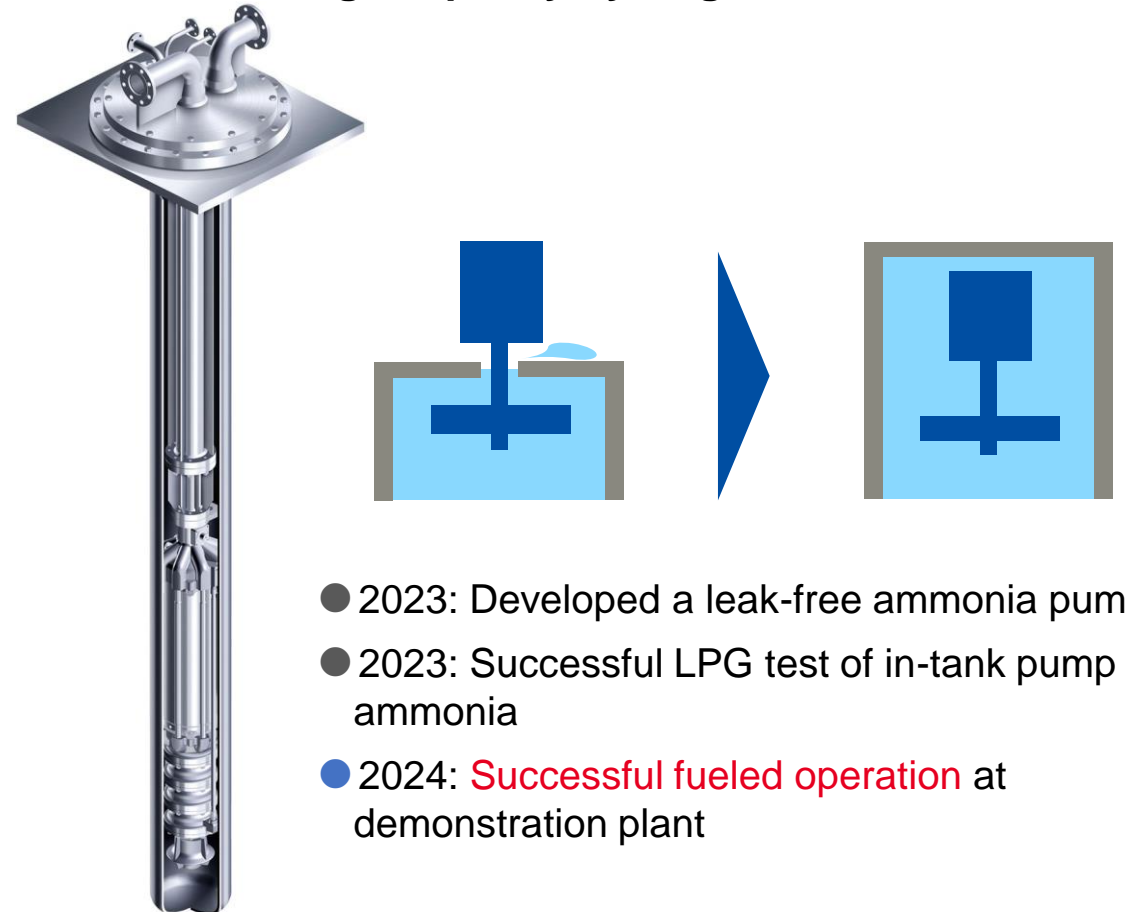 ●2023: Developed a leak-free ammonia pum
●2023: Successful LPG test of in-tank pump
ammonia
●2024: Successful fueled operation at
demonstration plant